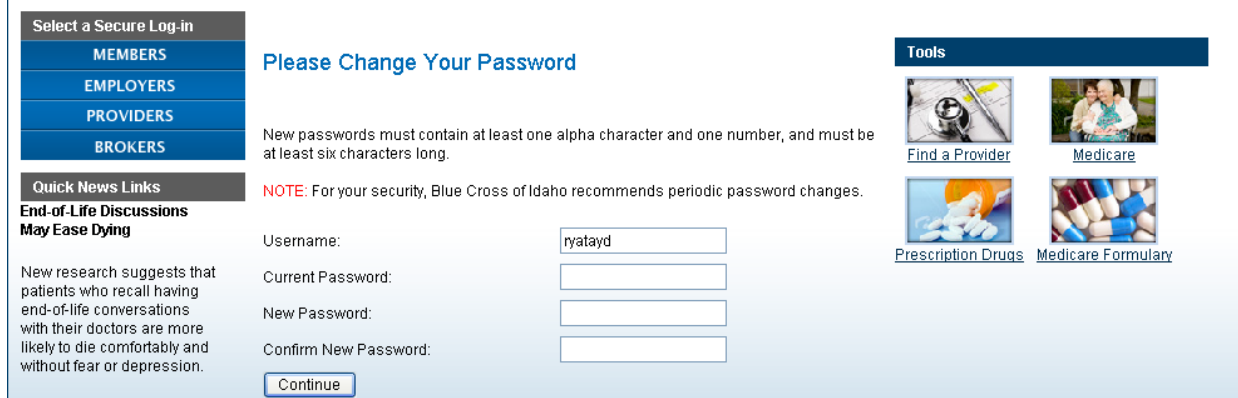 Select a Secure Log-in
MEMBERS
EMPLOYERS
PROVIDERS
BROKERS
Quick News Links
End-of-Life Discussions
May Ease Dying
New research suggests that
patients who recall having
end-of-life conversations
with their doctors are more
likely to die comfortably and
without fear or depression.
Please Change Your Password
New passwords must contain at least one alpha character and one number, and must be
at least six characters long.
NOTE: For your security, Blue Cross of Idaho recommends periodic password changes.
Username: ryatayd
Current Password:
New Password:
Confirm New Password:
Continue
Tools
Find a Provider Medicare
Prescription Drugs Medicare Formulary